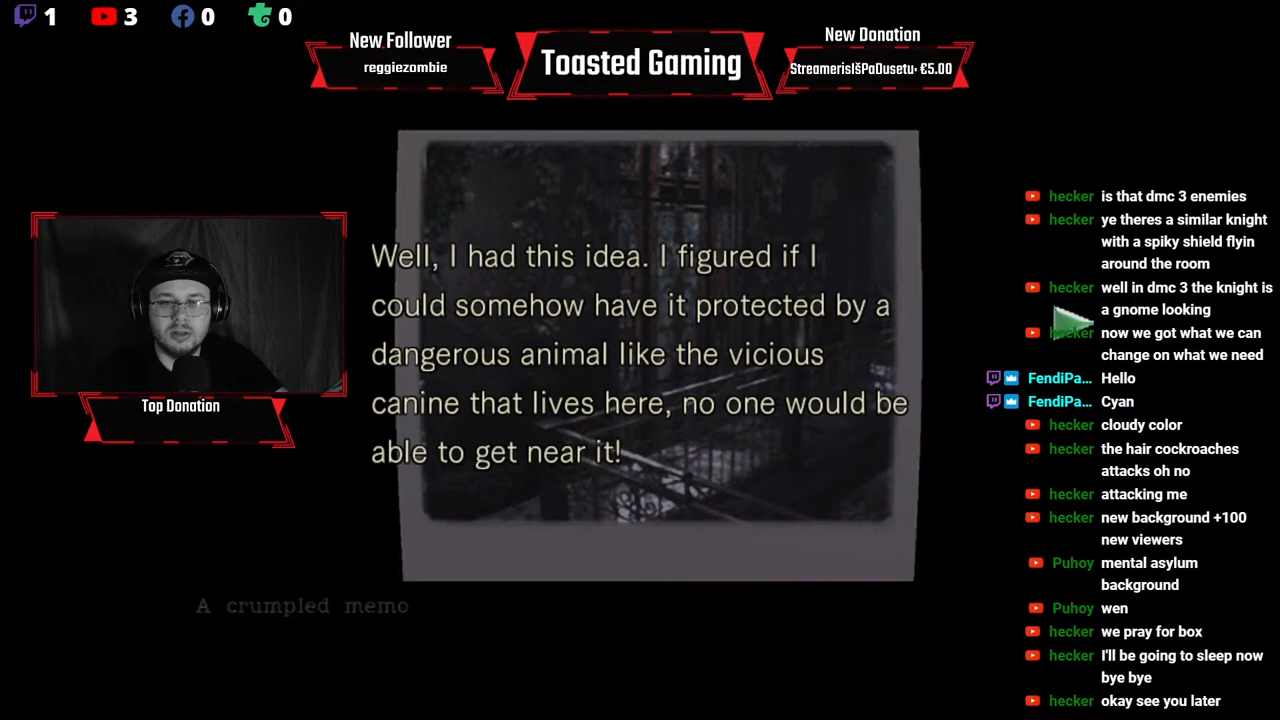 1
3
0
0
New Follower
reggiezombie
Toasted Gaming
New Donation
StreamerisIšPaDusetu· €5.00
Top Donation
Well, I had this idea. I figured if I
could somehow have it protected by a
dangerous animal like the vicious
canine that lives here, no one would be
able to get near it!
A crumpled memo
hecker is that dmc 3 enemies
hecker ye theres a similar knight
with a spiky shield flyin
around the room
hecker well in dmc 3 the knight is
a gnome looking
hecker now we got what we can
change on what we need
FendiPa... Hello
FendiPa... Cyan
hecker cloudy color
hecker the hair cockroaches
attacks oh no
hecker attacking me
hecker new background +100
new viewers
Puhoy mental asylum
background
Puhoy wen
hecker we pray for box
hecker I'll be going to sleep now
bye bye
hecker okay see you later